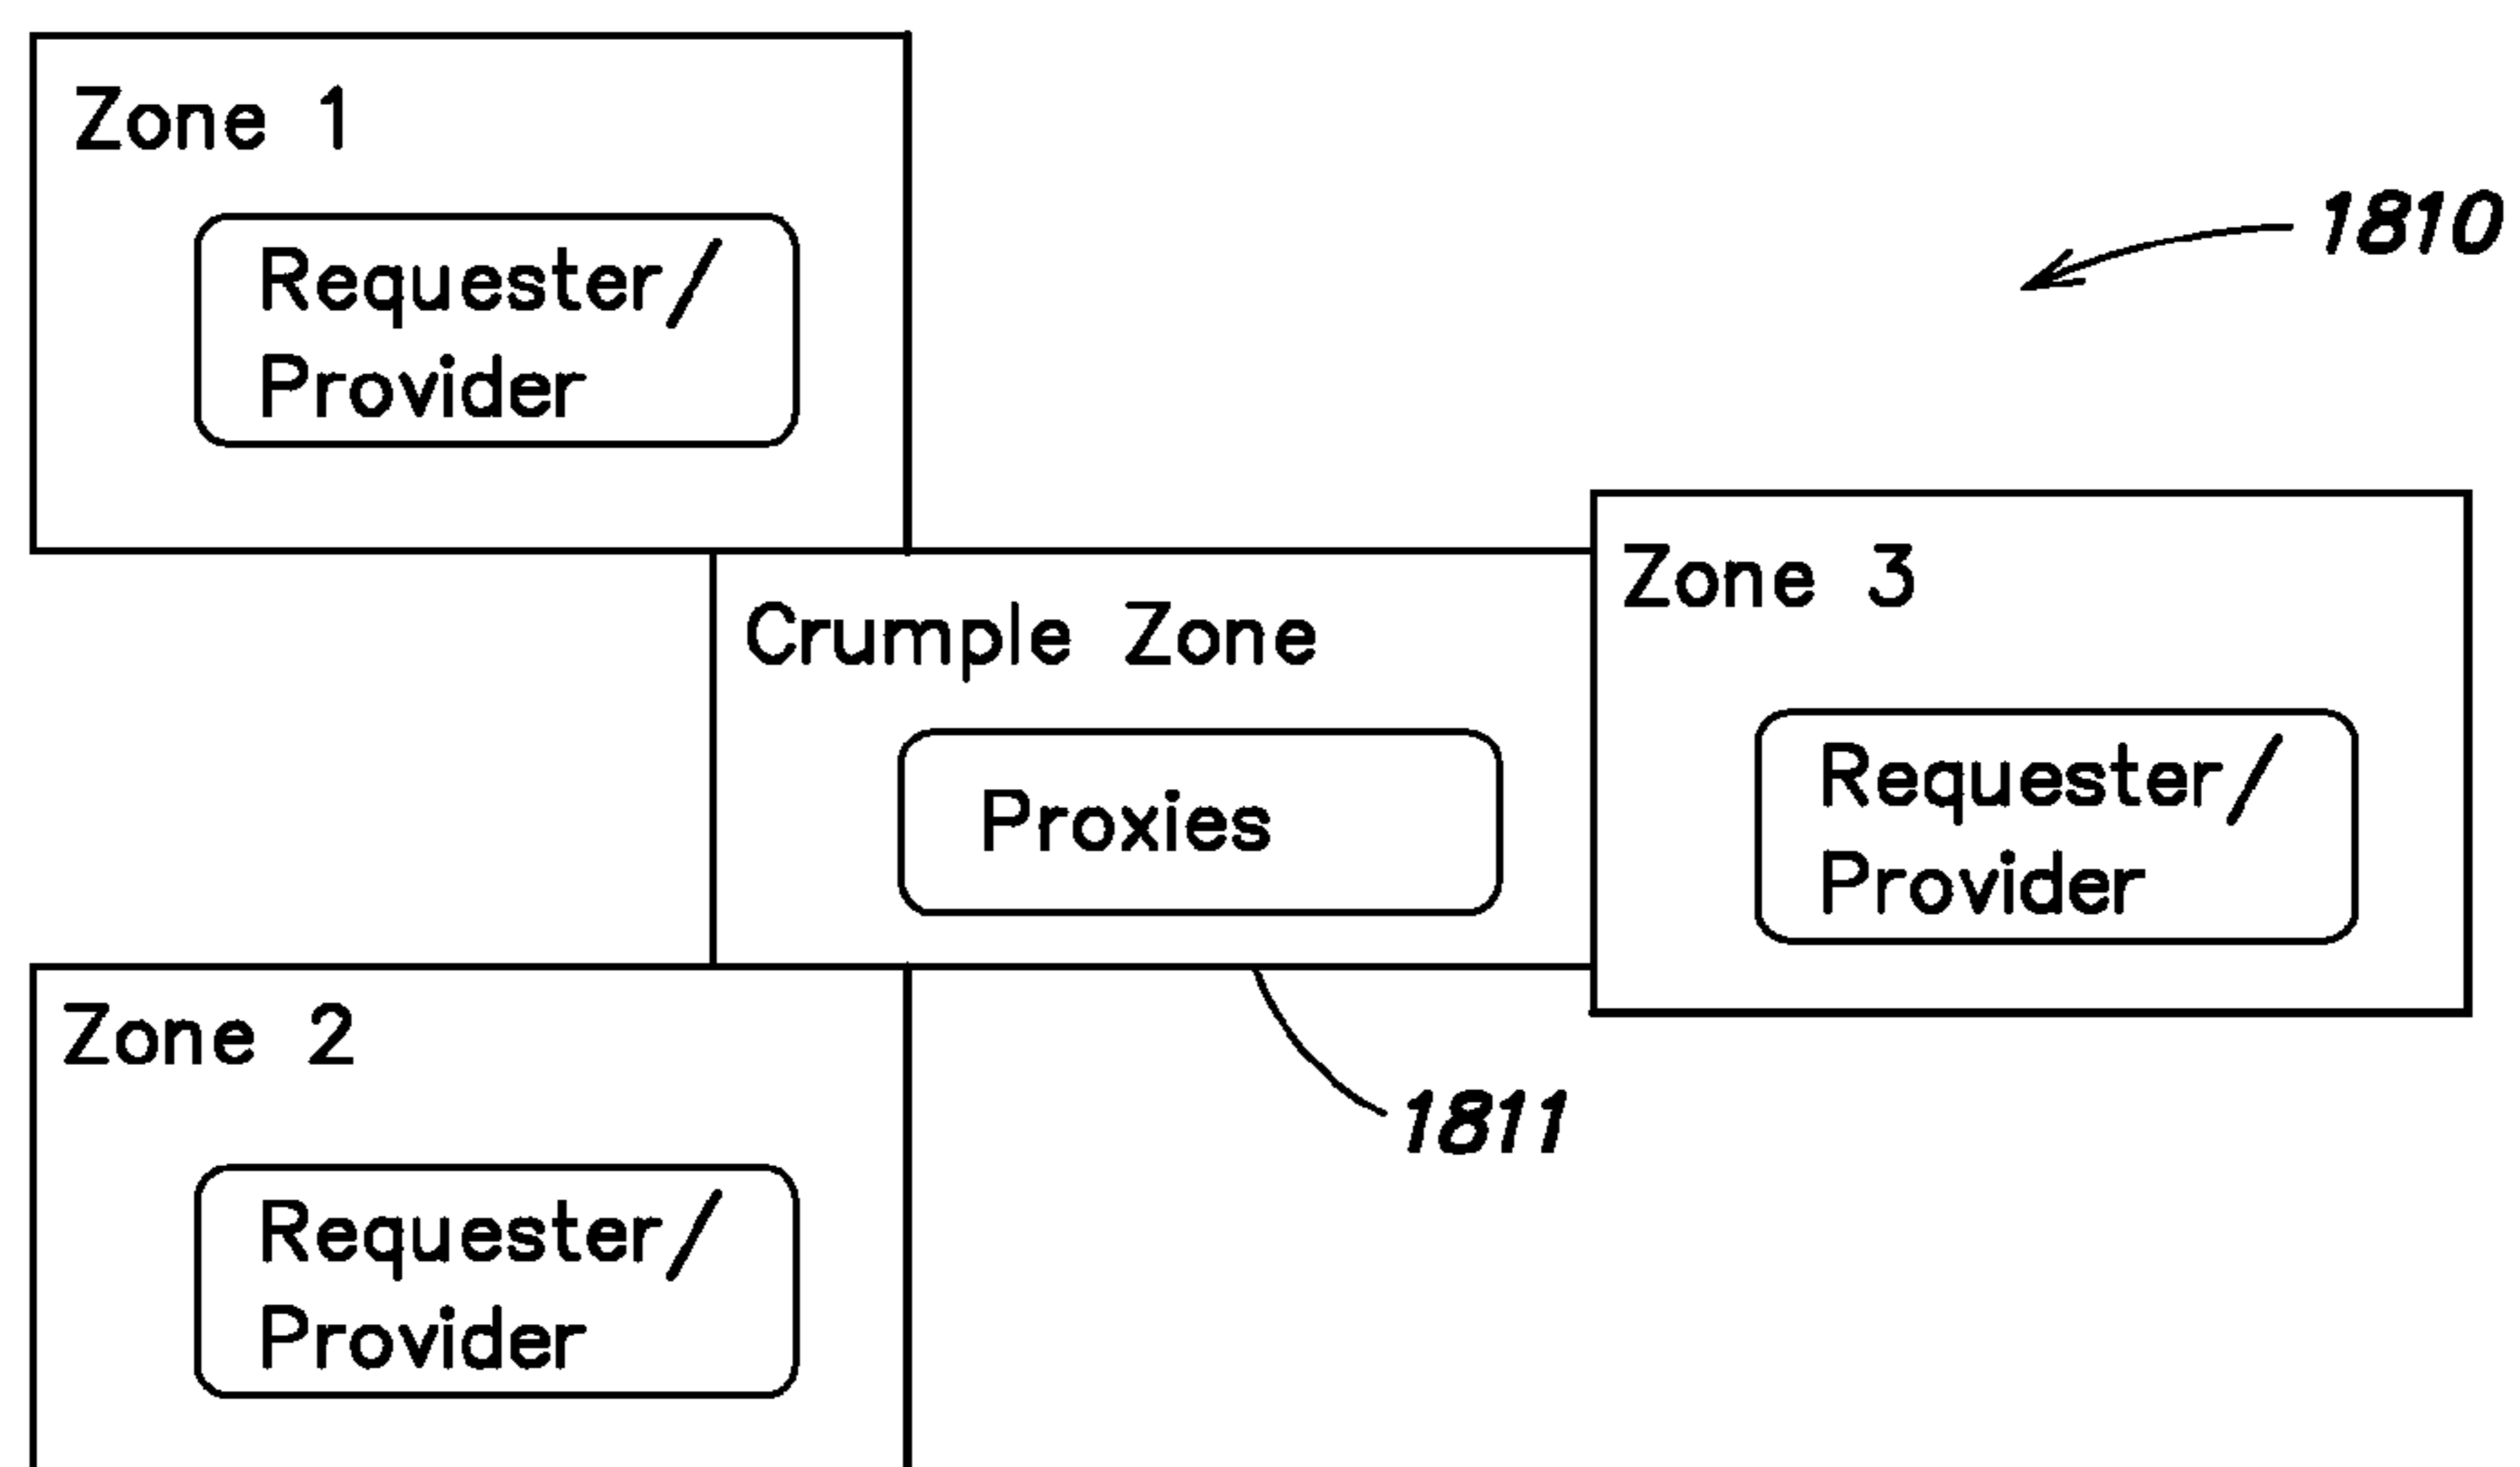 Zone 1
Requester/
Provider
1810
Crumple Zone
Proxies
Zone 3
Requester/
Provider
1811
Zone 2
Requester/
Provider